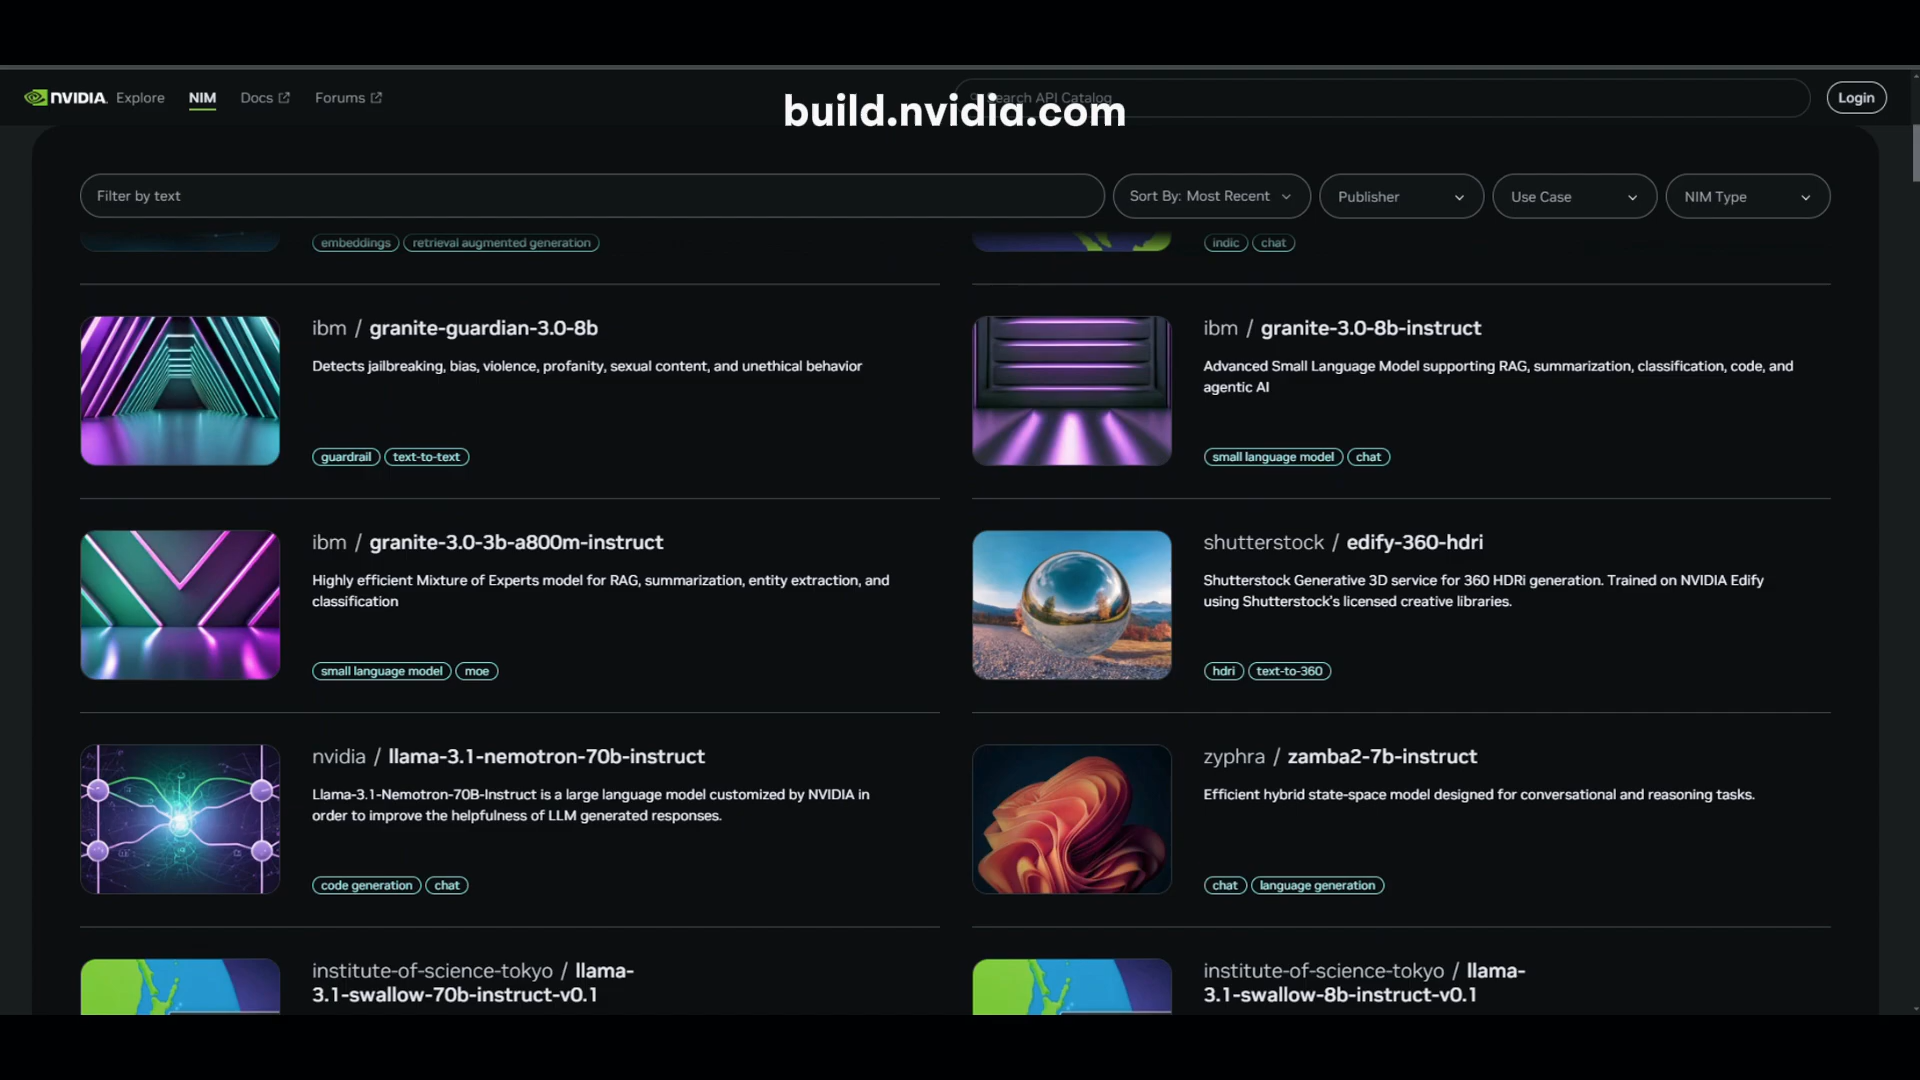 NVIDIA. Explore NIM Docs Forums
Search API Catalog
Login
build.nvidia.com
Filter by text
Sort By: Most Recent
Publisher
Use Case
NIM Type
embeddings retrieval augmented generation
indic chat
ibm / granite-guardian-3.0-8b
Detects jailbreaking, bias, violence, profanity, sexual content, and unethical behavior
guardrail text-to-text
ibm / granite-3.0-8b-instruct
Advanced Small Language Model supporting RAG, summarization, classification, code, and
agentic AI
small language model chat
ibm / granite-3.0-3b-a800m-instruct
Highly efficient Mixture of Experts model for RAG, summarization, entity extraction, and
classification
small language model moe
shutterstock / edify-360-hdri
Shutterstock Generative 3D service for 360 HDRi generation. Trained on NVIDIA Edify
using Shutterstock's licensed creative libraries.
hdri text-to-360
nvidia / llama-3.1-nemotron-70b-instruct
Llama-3.1-Nemotron-70B-Instruct is a large language model customized by NVIDIA in
order to improve the helpfulness of LLM generated responses.
code generation chat
zyphra / zamba2-7b-instruct
Efficient hybrid state-space model designed for conversational and reasoning tasks.
chat language generation
institute-of-science-tokyo / llama-
3.1-swallow-70b-instruct-v0.1
institute-of-science-tokyo / llama-
3.1-swallow-8b-instruct-v0.1